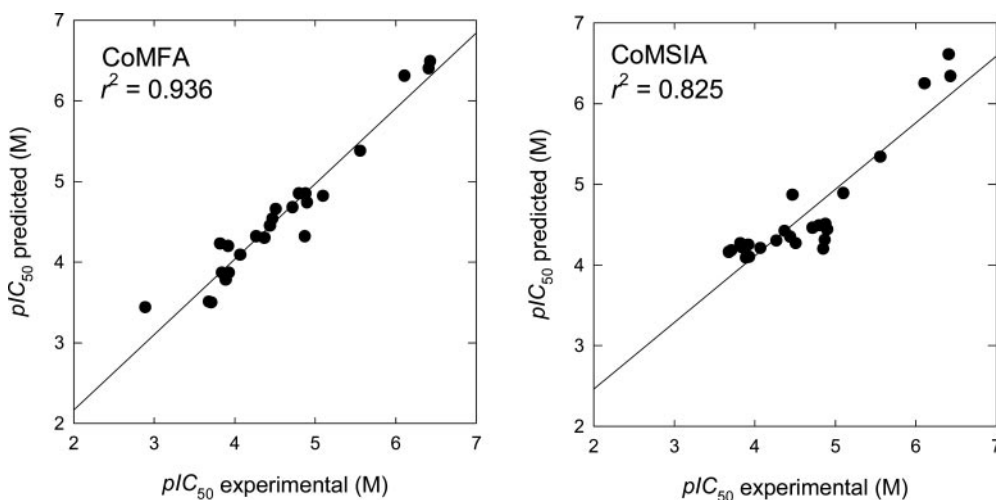 CoMFA
r² = 0.936
7
6
5
4
3
2
pIC₅₀ predicted (M)
2 3 4 5 6 7
pIC₅₀ experimental (M)
CoMSIA
r² = 0.825
7
6
5
4
3
2
pIC₅₀ predicted (M)
2 3 4 5 6 7
pIC₅₀ experimental (M)